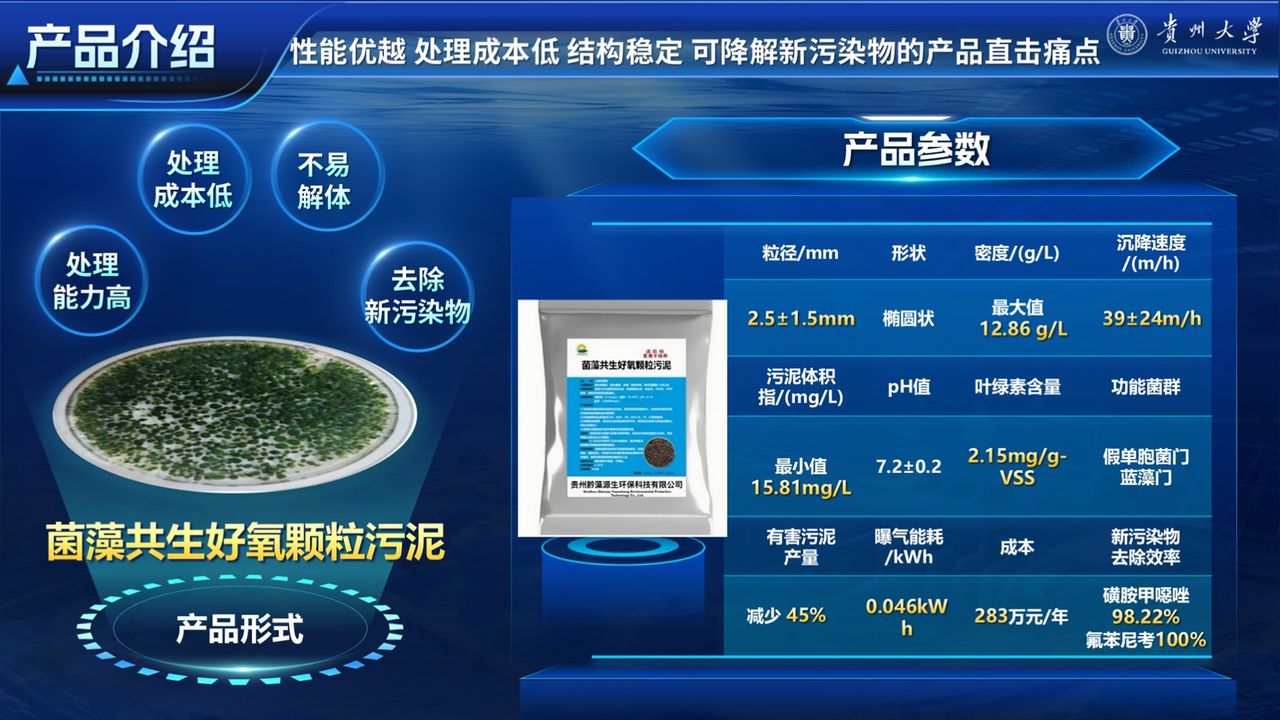 产品介绍
性能优越 处理成本低 结构稳定 可降解新污染物的产品直击痛点
貴州大學
GUIZHOU UNIVERSITY
处理
成本低
不易
解体
处理
能力高
去除
新污染物
菌藻共生好氧颗粒污泥
产品形式
产品参数
菌藻共生好氧颗粒污泥
贵州黔藻源生环保科技有限公司
粒径/mm 形状 密度/(g/L) 沉降速度
/(m/h)
2.5±1.5mm 椭圆状 最大值
12.86 g/L 39±24m/h
污泥体积
指/(mg/L) pH值 叶绿素含量 功能菌群
最小值
15.81mg/L 7.2±0.2 2.15mg/g-
VSS 假单胞菌门
蓝藻门
有害污泥
产量 曝气能耗
/kWh 成本 新污染物
去除效率
减少 45% 0.046kW
h 283万元/年 磺胺甲噁唑
98.22%
氟苯尼考100%